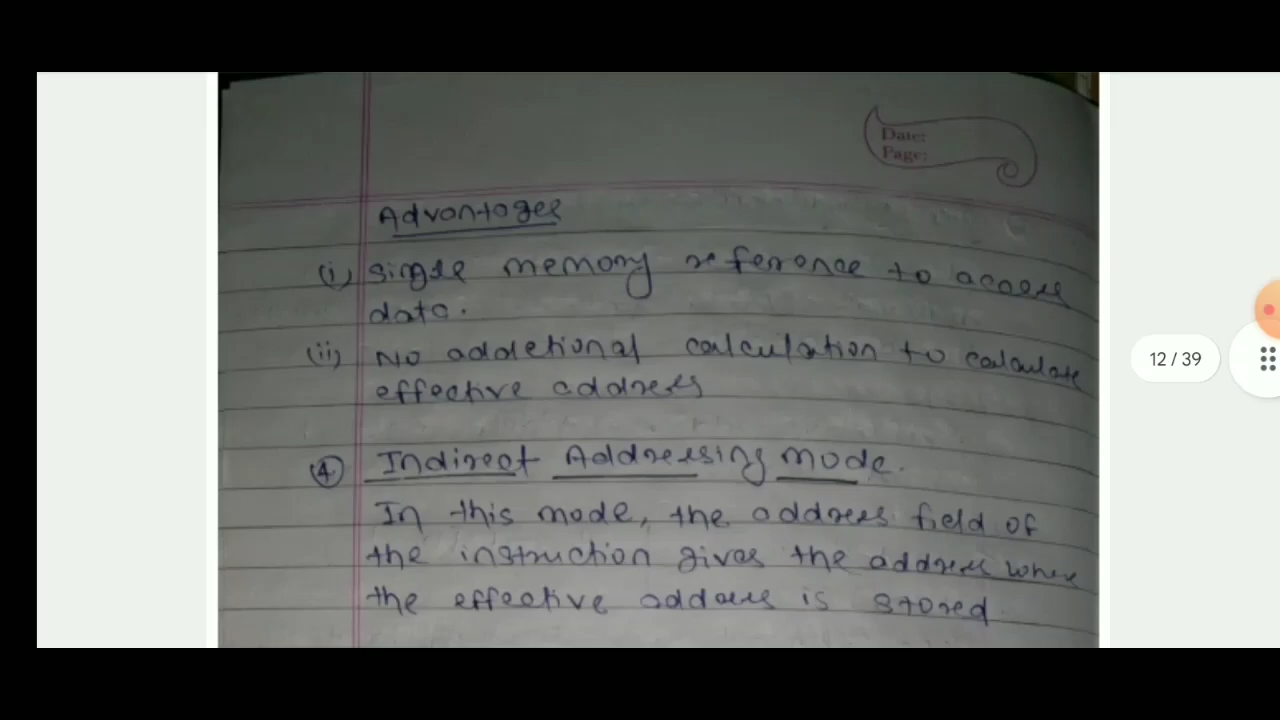 Date:
Page:
Advantages
(i) single memory reference to access
data.
(ii) No addetional calculation to calculate
effective address
12 / 39
④ Indirect Addressing mode.
In this mode, the address field of
the instruction gives the address where
the effective address is stored